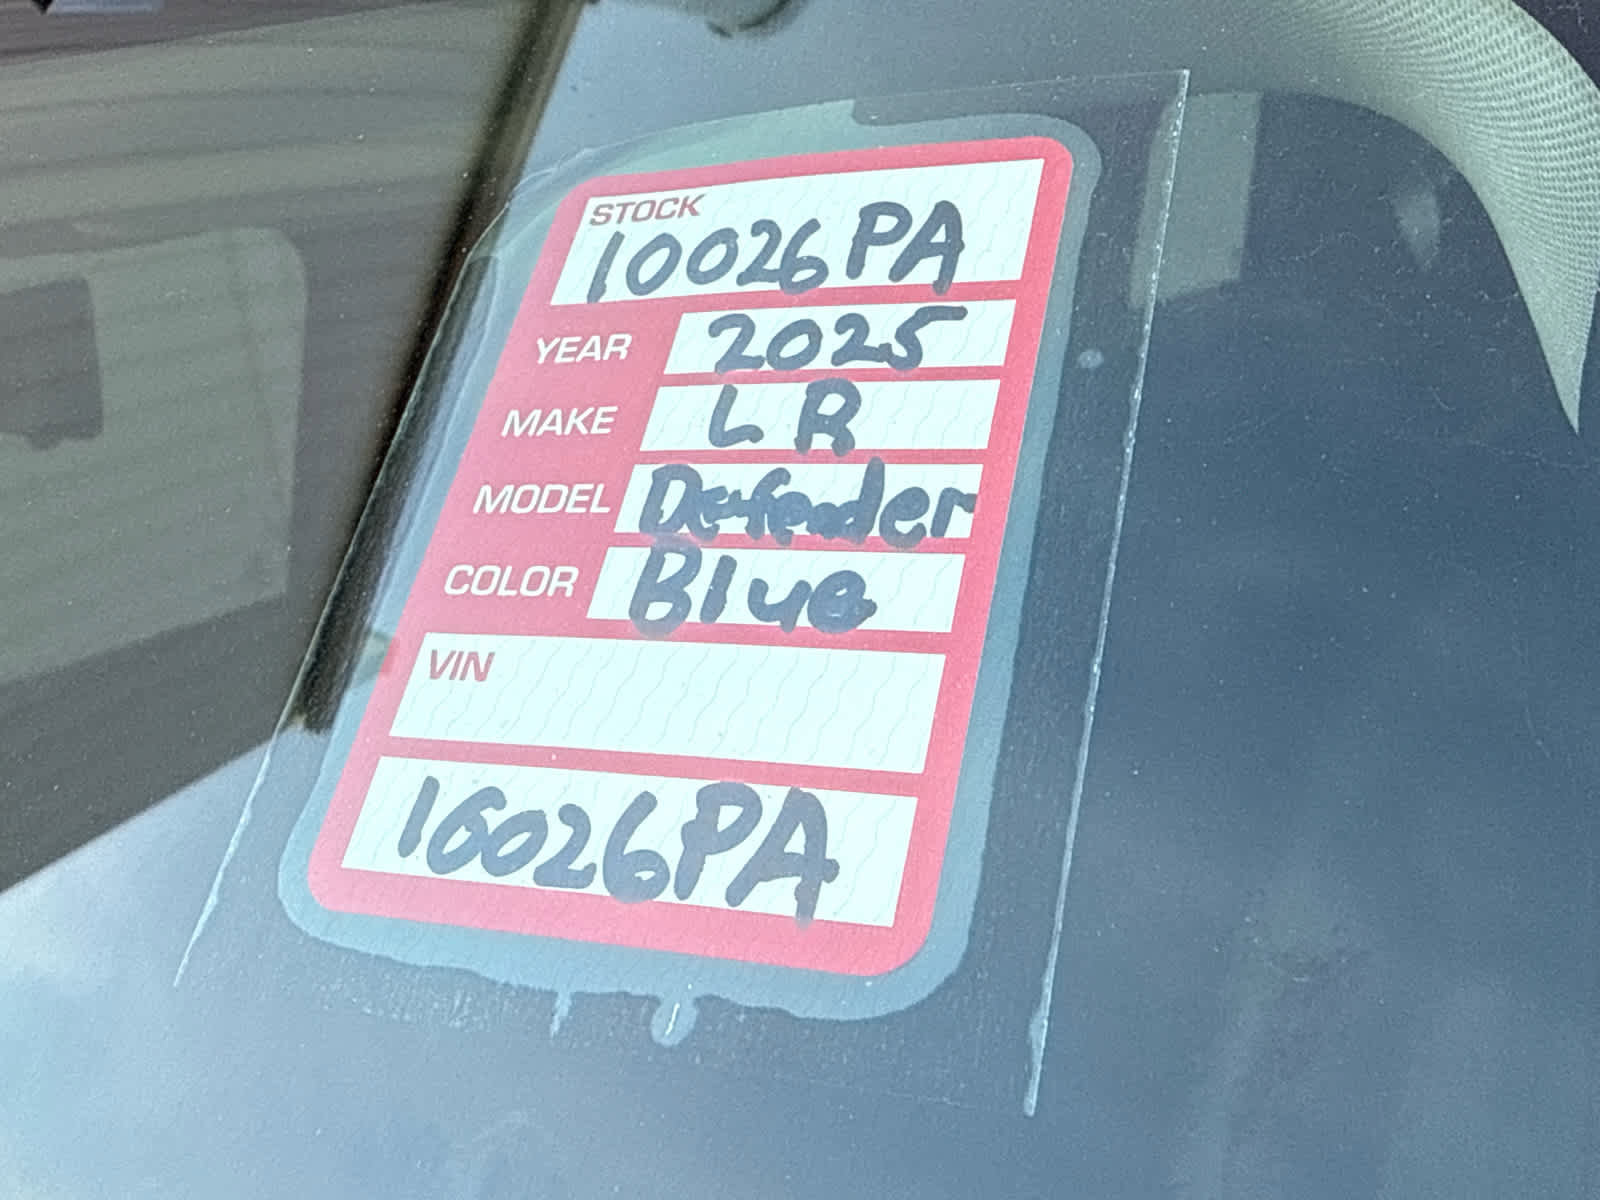 STOCK
10026PA
YEAR 2025
MAKE LR
MODEL Defender
COLOR Blue
VIN
10026PA